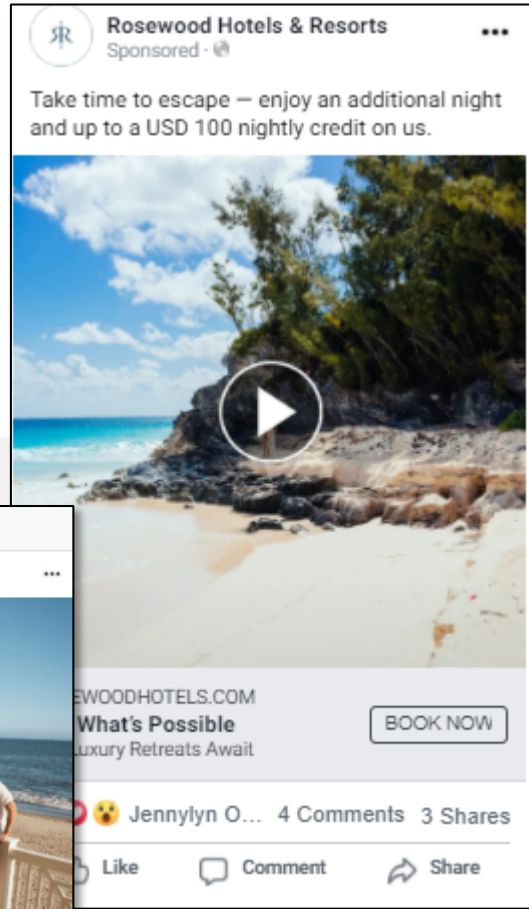 Rosewood Hotels & Resorts
Sponsored ·
Take time to escape — enjoy an additional night
and up to a USD 100 nightly credit on us.
EWOODHOTELS.COM
What's Possible
uxury Retreats Await
BOOK NOW
Jennylyn O... 4 Comments 3 Shares
Like Comment Share